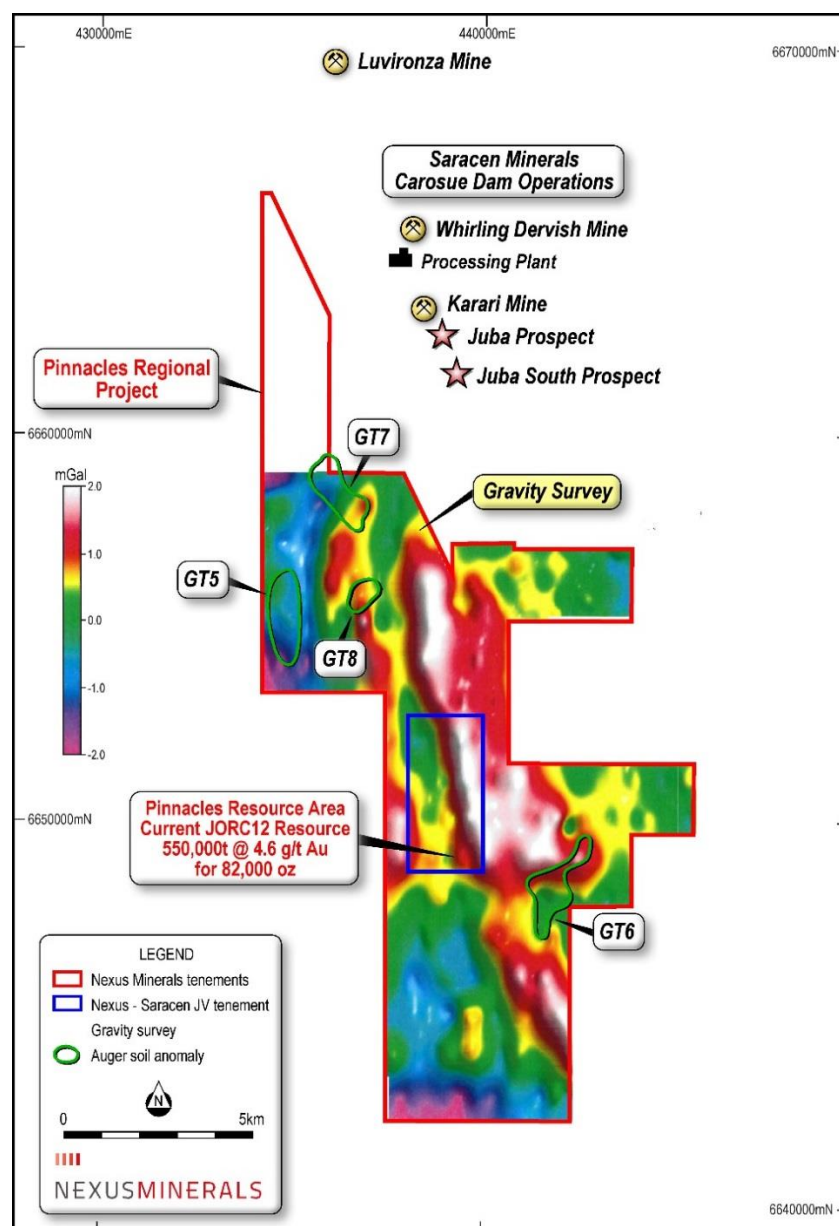 430000mE
440000mE
6670000mN
Luvironza Mine
Saracen Minerals
Carosue Dam Operations
Whirling Dervish Mine
Processing Plant
Karari Mine
Juba Prospect
Juba South Prospect
Pinnacles Regional
Project
6660000mN
GT7
mGal
2.0
1.0
0.0
-1.0
-2.0
Gravity Survey
GT5
GT8
Pinnacles Resource Area
Current JORC12 Resource
550,000t @ 4.6 g/t Au
for 82,000 oz
6650000mN
GT6
LEGEND
Nexus Minerals tenements
Nexus - Saracen JV tenement
Gravity survey
Auger soil anomaly
N
0
5km
NEXUSMINERALS
6640000mN